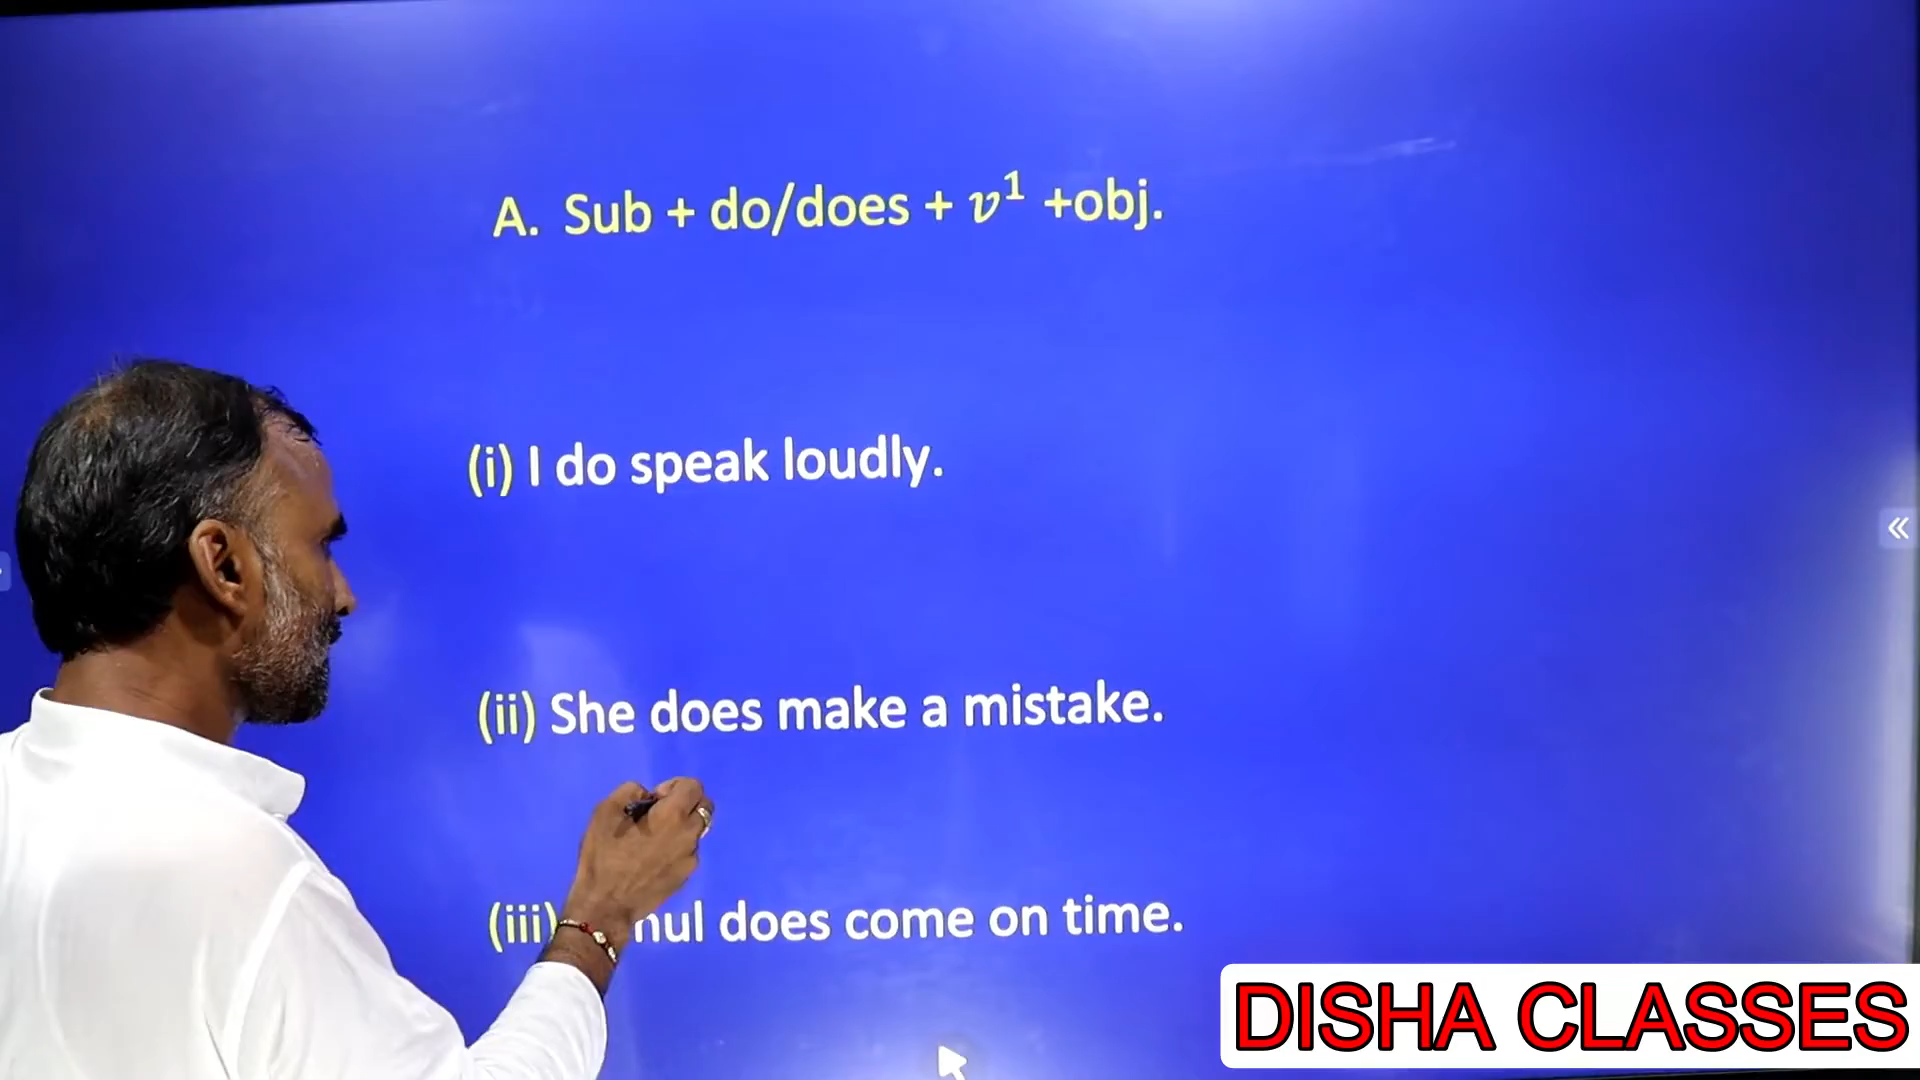 A. Sub + do/does + v¹ +obj.
(i) I do speak loudly.
(ii) She does make a mistake.
(iii) does come on time.
DISHA CLASSES